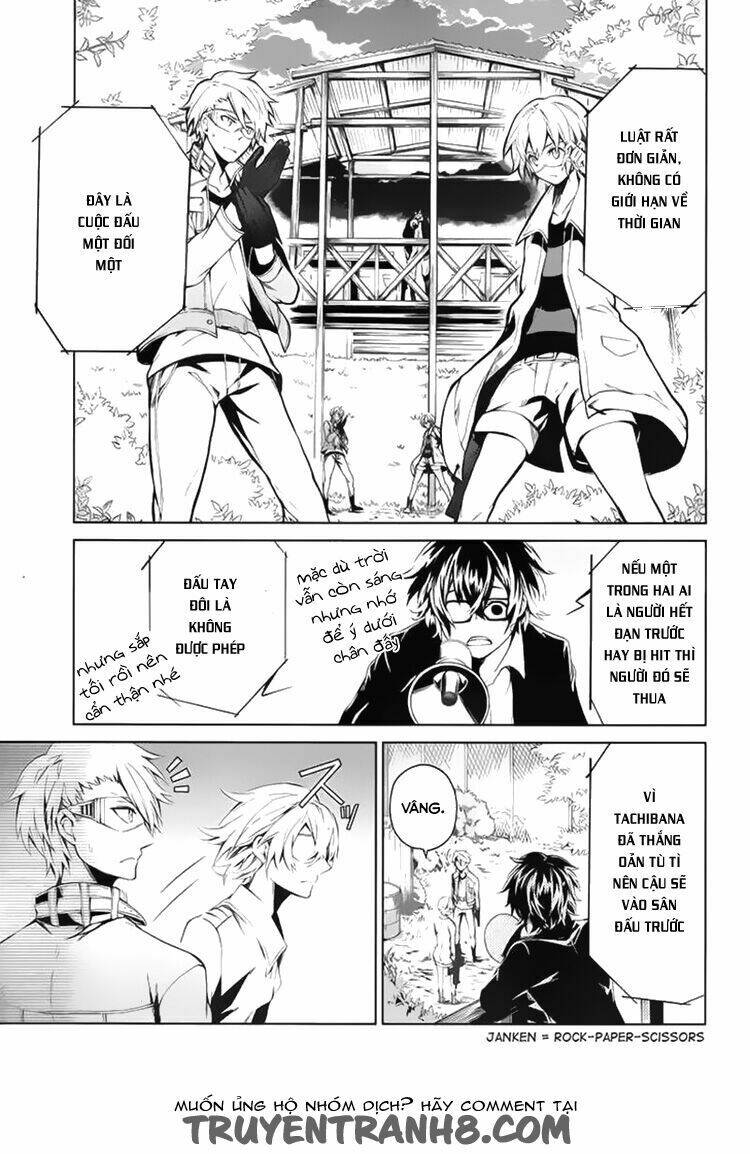 LUẬT RẤT
ĐƠN GIẢN,
KHÔNG CÓ
GIỚI HẠN VỀ
THỜI GIAN
ĐÂY LÀ
CUỘC ĐẤU
MỘT ĐỐI
MỘT
NẾU MỘT
TRONG HAI AI
LÀ NGƯỜI HẾT
ĐẠN TRƯỚC
HAY BỊ HIT THÌ
NGƯỜI ĐÓ SẼ
THUA
Mặc dù trời
vẫn còn sáng
nhưng nhớ
để ý dưới
chân đấy
ĐẤU TAY
ĐÔI LÀ
KHÔNG
ĐƯỢC PHÉP
nhưng sắp
tối rồi nên
cẩn thận nhé
VÌ
TACHIBANA
ĐÃ THẮNG
OẢN TÙ TÌ
NÊN CẬU SẼ
VÀO SÂN
ĐẤU TRƯỚC
VÂNG.
スッ
JANKEN = ROCK-PAPER-SCISSORS
MUỐN ỦNG HỘ NHÓM DỊCH? HÃY COMMENT TẠI
TRUYENTRANH8.COM